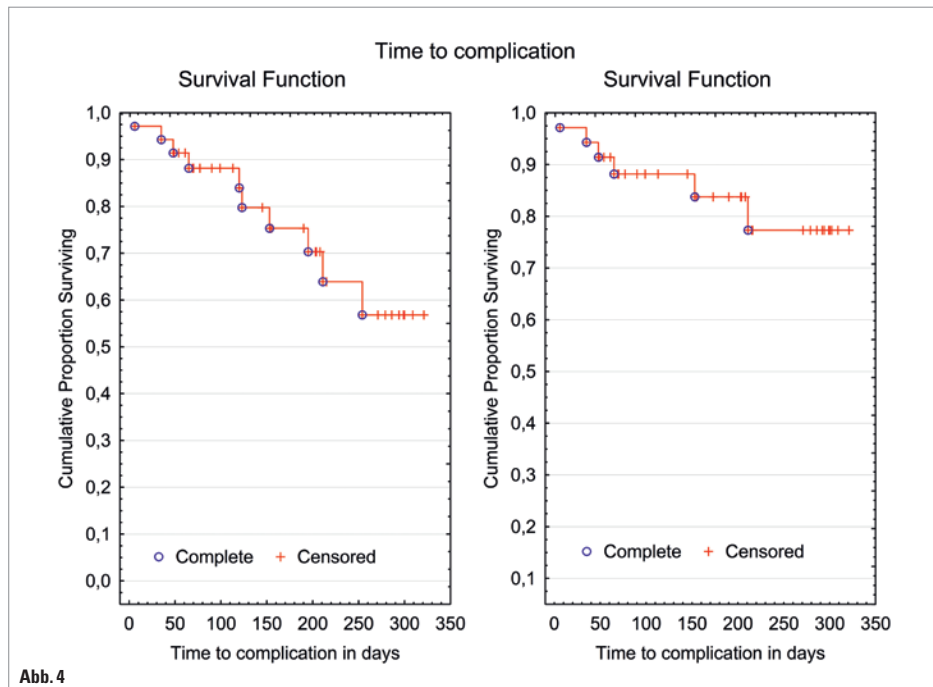 Time to complication
Survival Function
Cumulative Proportion Surviving
1,0
0,9
0,8
0,7
0,6
0,5
0,4
0,3
0,2
0,1
0,0
Complete Censored
0 50 100 150 200 250 300 350
Time to complication in days
Survival Function
Cumulative Proportion Surviving
1,0
0,9
0,8
0,7
0,6
0,5
0,4
0,3
0,2
0,1
Complete Censored
0 50 100 150 200 250 300 350
Time to complication in days
Abb. 4